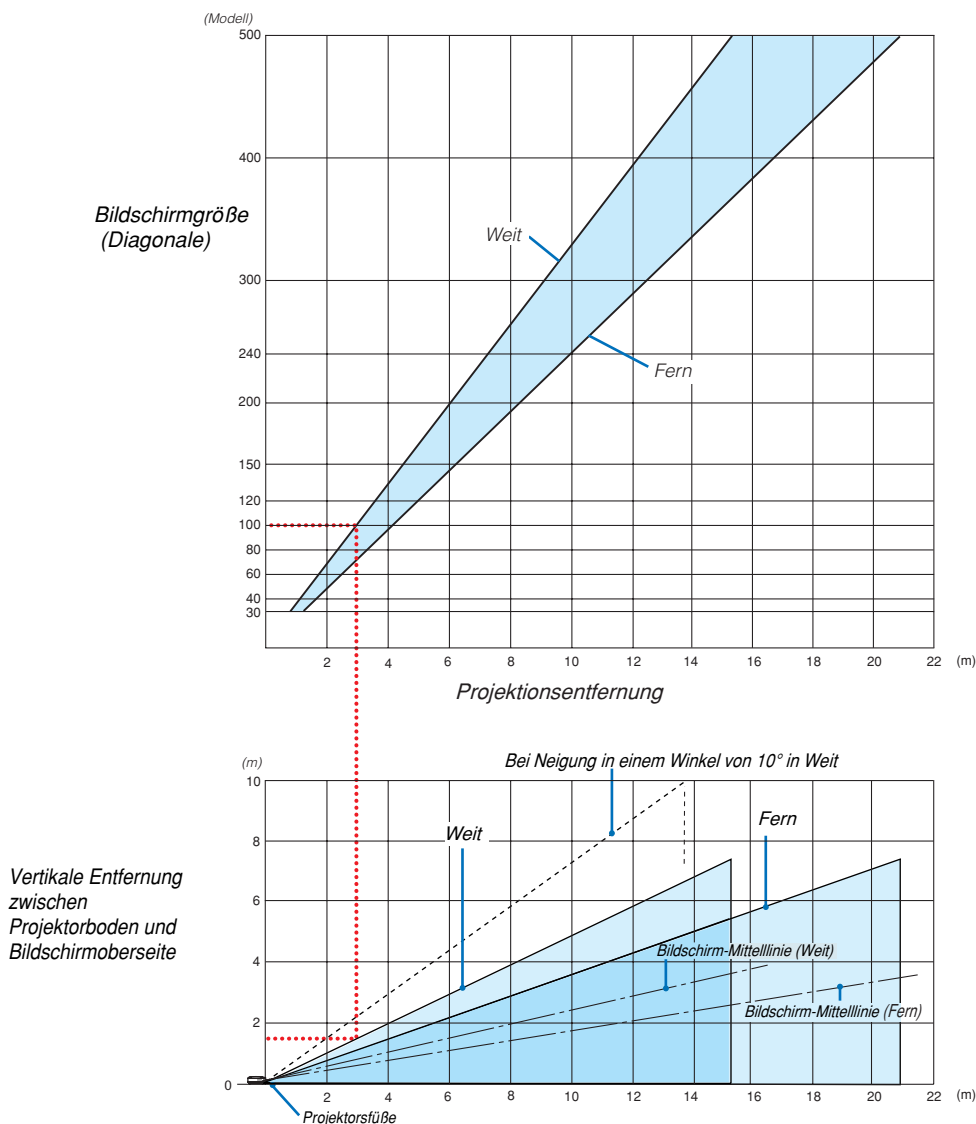 (Modell)
500
400
Bildschirmgröße
(Diagonale)
Weit
300
240
Fern
200
150
120
100
80
60
40
30
2 4 6 8 10 12 14 16 18 20 22 (m)
Projektionsentfernung
(m)
Bei Neigung in einem Winkel von 10° in Weit
10
Weit
Fern
8
Vertikale Entfernung
zwischen
Projektorboden und
Bildschirmoberseite
6
4
Bildschirm-Mittelllinie (Weit)
Bildschirm-Mittelllinie (Fern)
2
0
2 4 6 8 10 12 14 16 18 20 22 (m)
Projektorsfüße